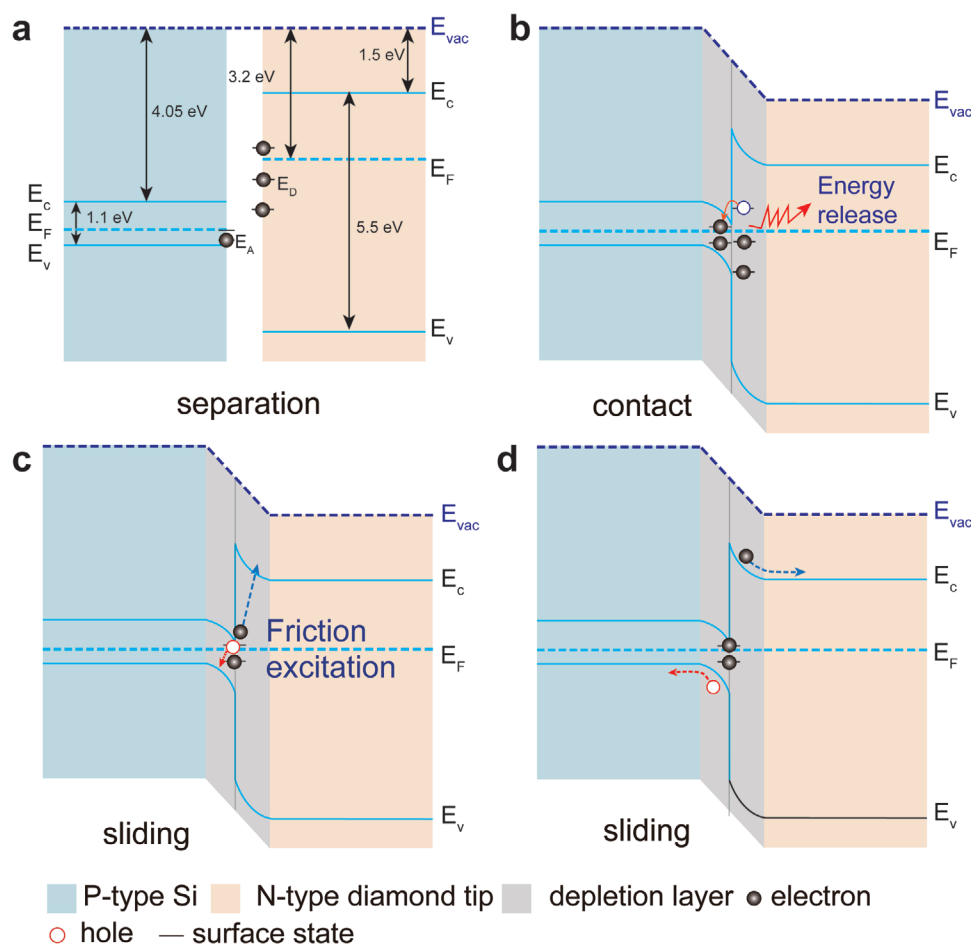 a
E_vac
1.5 eV
3.2 eV
4.05 eV
E_c
E_F
E_D
5.5 eV
E_c
1.1 eV
E_F
E_v
E_A
E_v
separation
b
E_vac
E_c
Energy
release
E_F
E_v
contact
c
E_vac
E_c
Friction
excitation
E_F
E_v
sliding
d
E_vac
E_c
E_F
E_v
sliding
P-type Si
N-type diamond tip
depletion layer
electron
hole
surface state